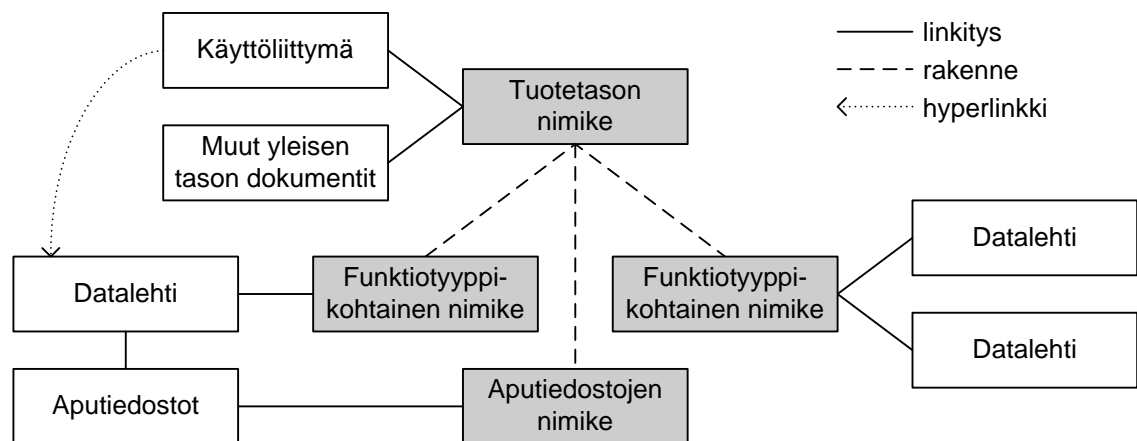 Käyttöliittymä
Muut yleisen
tason dokumentit
Tuotetason
nimike
linkitys
rakenne
hyperlinkki
Datalehti
Funktiotyyppi-
kohtainen nimike
Funktiotyyppi-
kohtainen nimike
Datalehti
Datalehti
Aputiedostot
Aputiedostojen
nimike